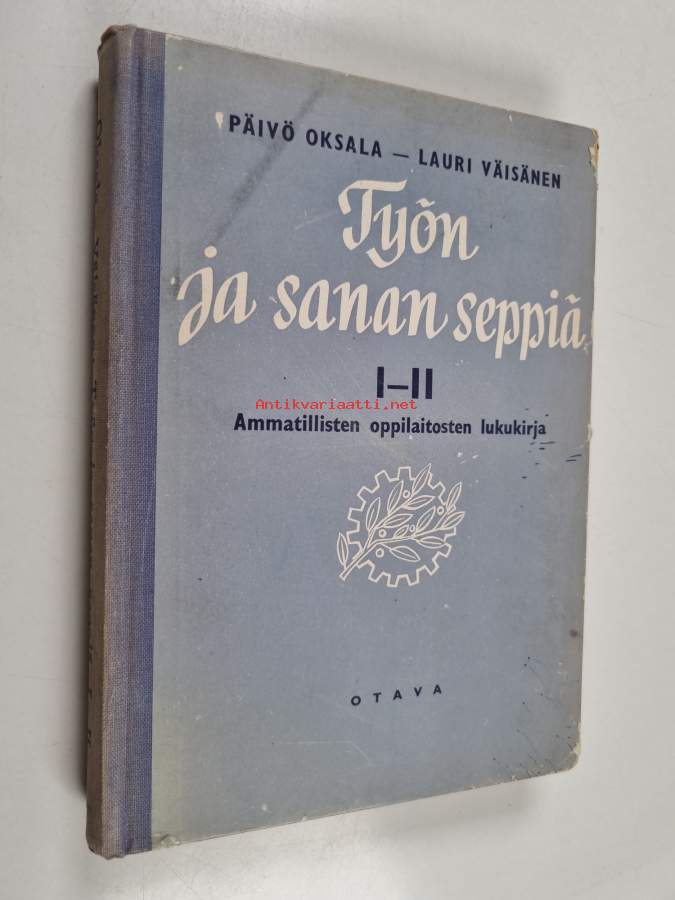 PÄIVÖ OKSALA — LAURI VÄISÄNEN
Työn
ja sanan seppiä
I–II
Antikvariaatti.net
Ammatillisten oppilaitosten lukukirja
OTAVA